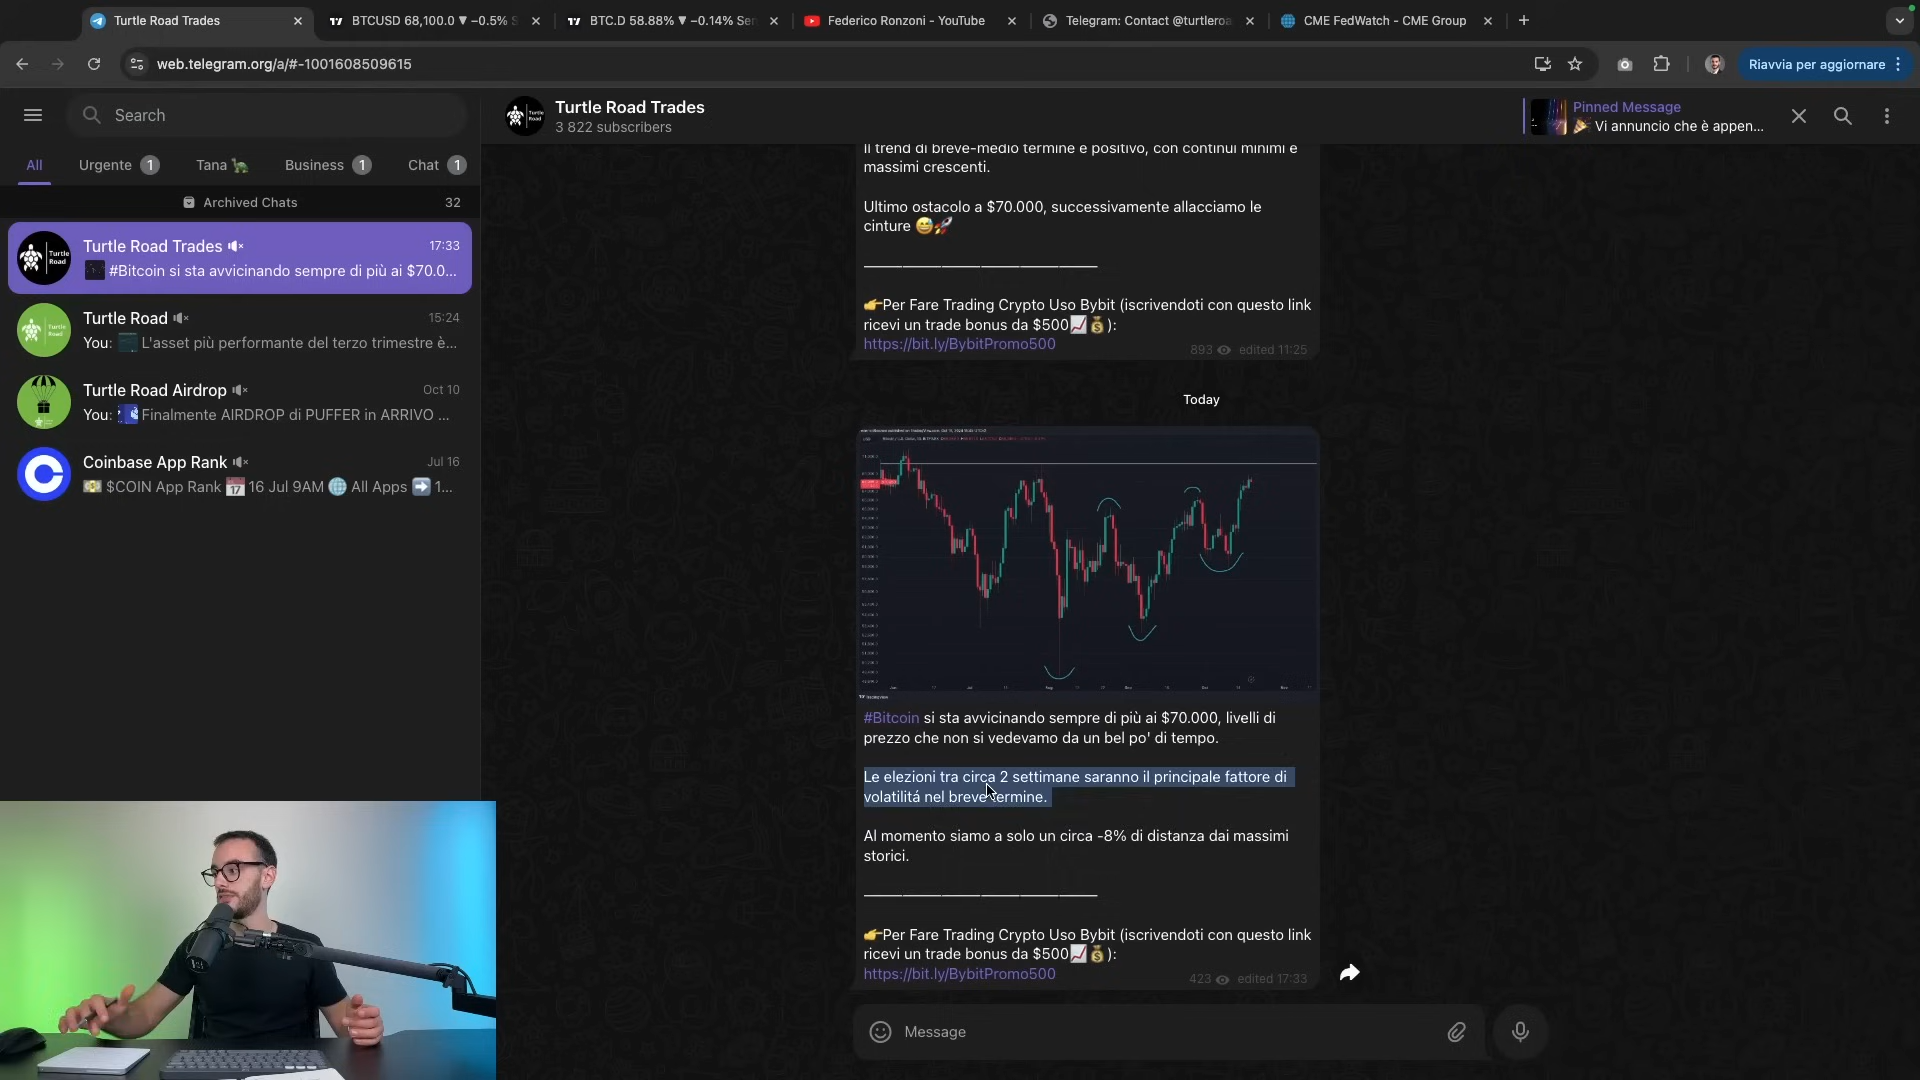 Turtle Road Trades
BTCUSD 68,100.0 ▼ −0.5% S
BTC.D 58.88% ▼ −0.14% Ser
Federico Ronzoni - YouTube
Telegram: Contact @turtleroa
CME FedWatch - CME Group
web.telegram.org/a/#-1001608509615
Riavvia per aggiornare
Search
All
Urgente 1
Tana 🐢
Business 1
Chat 1
Archived Chats 32
Turtle Road Trades 17:33
#Bitcoin si sta avvicinando sempre di più ai $70.0...
Turtle Road 15:24
You: L'asset più performante del terzo trimestre è...
Turtle Road Airdrop Oct 10
You: Finalmente AIRDROP di PUFFER in ARRIVO ...
Coinbase App Rank Jul 16
💵 $COIN App Rank 📅 16 Jul 9AM 🌐 All Apps ➡️ 1...
Turtle Road Trades
3 822 subscribers
Pinned Message
🎉 Vi annuncio che è appen...
Il trend di breve-medio termine è positivo, con continui minimi e
massimi crescenti.
Ultimo ostacolo a $70.000, successivamente allacciamo le
cinture 😅🚀
👉Per Fare Trading Crypto Uso Bybit (iscrivendoti con questo link
ricevi un trade bonus da $500📈💰):
https://bit.ly/BybitPromo500
893 edited 11:25
Today
#Bitcoin si sta avvicinando sempre di più ai $70.000, livelli di
prezzo che non si vedevamo da un bel po' di tempo.
Le elezioni tra circa 2 settimane saranno il principale fattore di
volatilitá nel breve termine.
Al momento siamo a solo un circa -8% di distanza dai massimi
storici.
👉Per Fare Trading Crypto Uso Bybit (iscrivendoti con questo link
ricevi un trade bonus da $500📈💰):
https://bit.ly/BybitPromo500
423 edited 17:33
Message